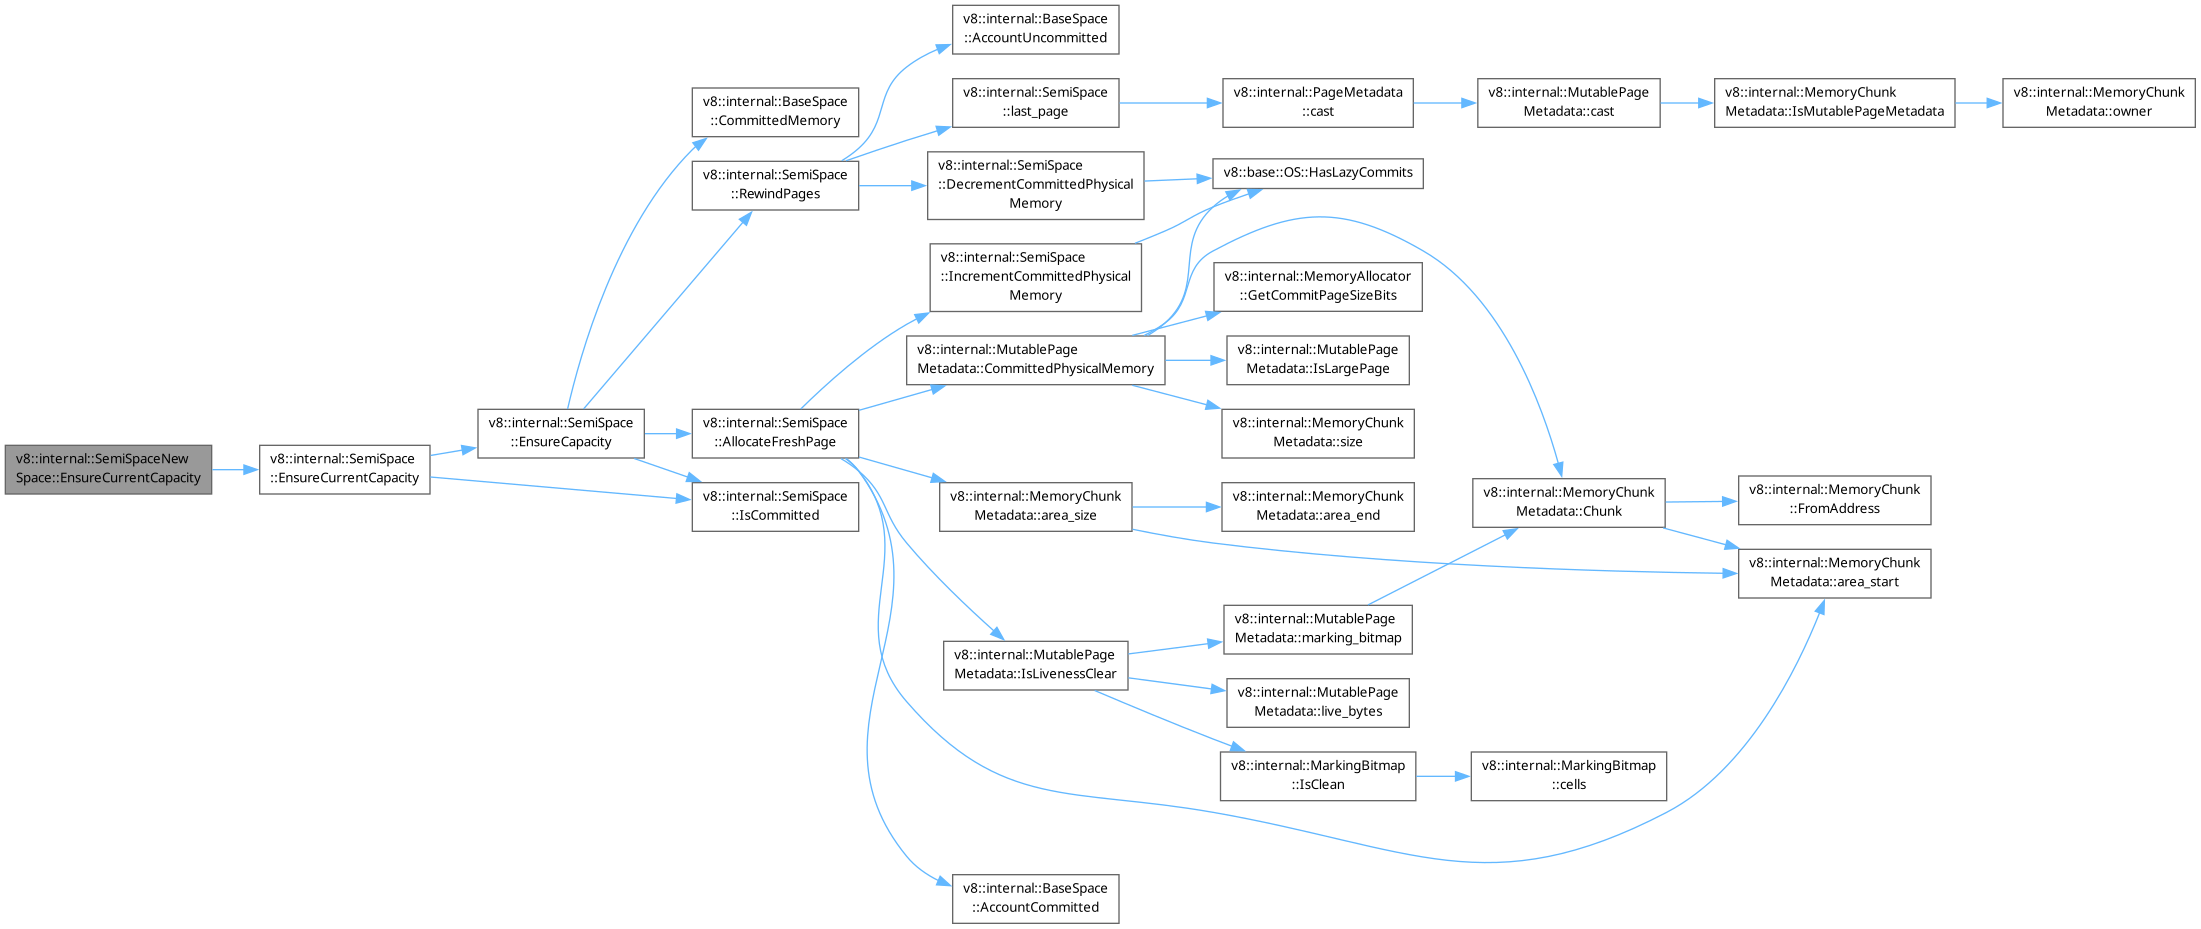 v8::internal::SemiSpaceNew
Space::EnsureCurrentCapacity
v8::internal::SemiSpace
::EnsureCurrentCapacity
v8::internal::SemiSpace
::EnsureCapacity
v8::internal::BaseSpace
::CommittedMemory
v8::internal::SemiSpace
::RewindPages
v8::internal::SemiSpace
::AllocateFreshPage
v8::internal::SemiSpace
::IsCommitted
v8::internal::BaseSpace
::AccountUncommitted
v8::internal::SemiSpace
::last_page
v8::internal::SemiSpace
::DecrementCommittedPhysical
Memory
v8::internal::SemiSpace
::IncrementCommittedPhysical
Memory
v8::internal::MutablePage
Metadata::CommittedPhysicalMemory
v8::internal::MemoryChunk
Metadata::area_size
v8::internal::MutablePage
Metadata::IsLivenessClear
v8::internal::BaseSpace
::AccountCommitted
v8::internal::PageMetadata
::cast
v8::base::OS::HasLazyCommits
v8::internal::MemoryAllocator
::GetCommitPageSizeBits
v8::internal::MutablePage
Metadata::IsLargePage
v8::internal::MemoryChunk
Metadata::size
v8::internal::MemoryChunk
Metadata::area_end
v8::internal::MutablePage
Metadata::marking_bitmap
v8::internal::MutablePage
Metadata::live_bytes
v8::internal::MarkingBitmap
::IsClean
v8::internal::MutablePage
Metadata::cast
v8::internal::MemoryChunk
Metadata::Chunk
v8::internal::MarkingBitmap
::cells
v8::internal::MemoryChunk
Metadata::IsMutablePageMetadata
v8::internal::MemoryChunk
::FromAddress
v8::internal::MemoryChunk
Metadata::area_start
v8::internal::MemoryChunk
Metadata::owner